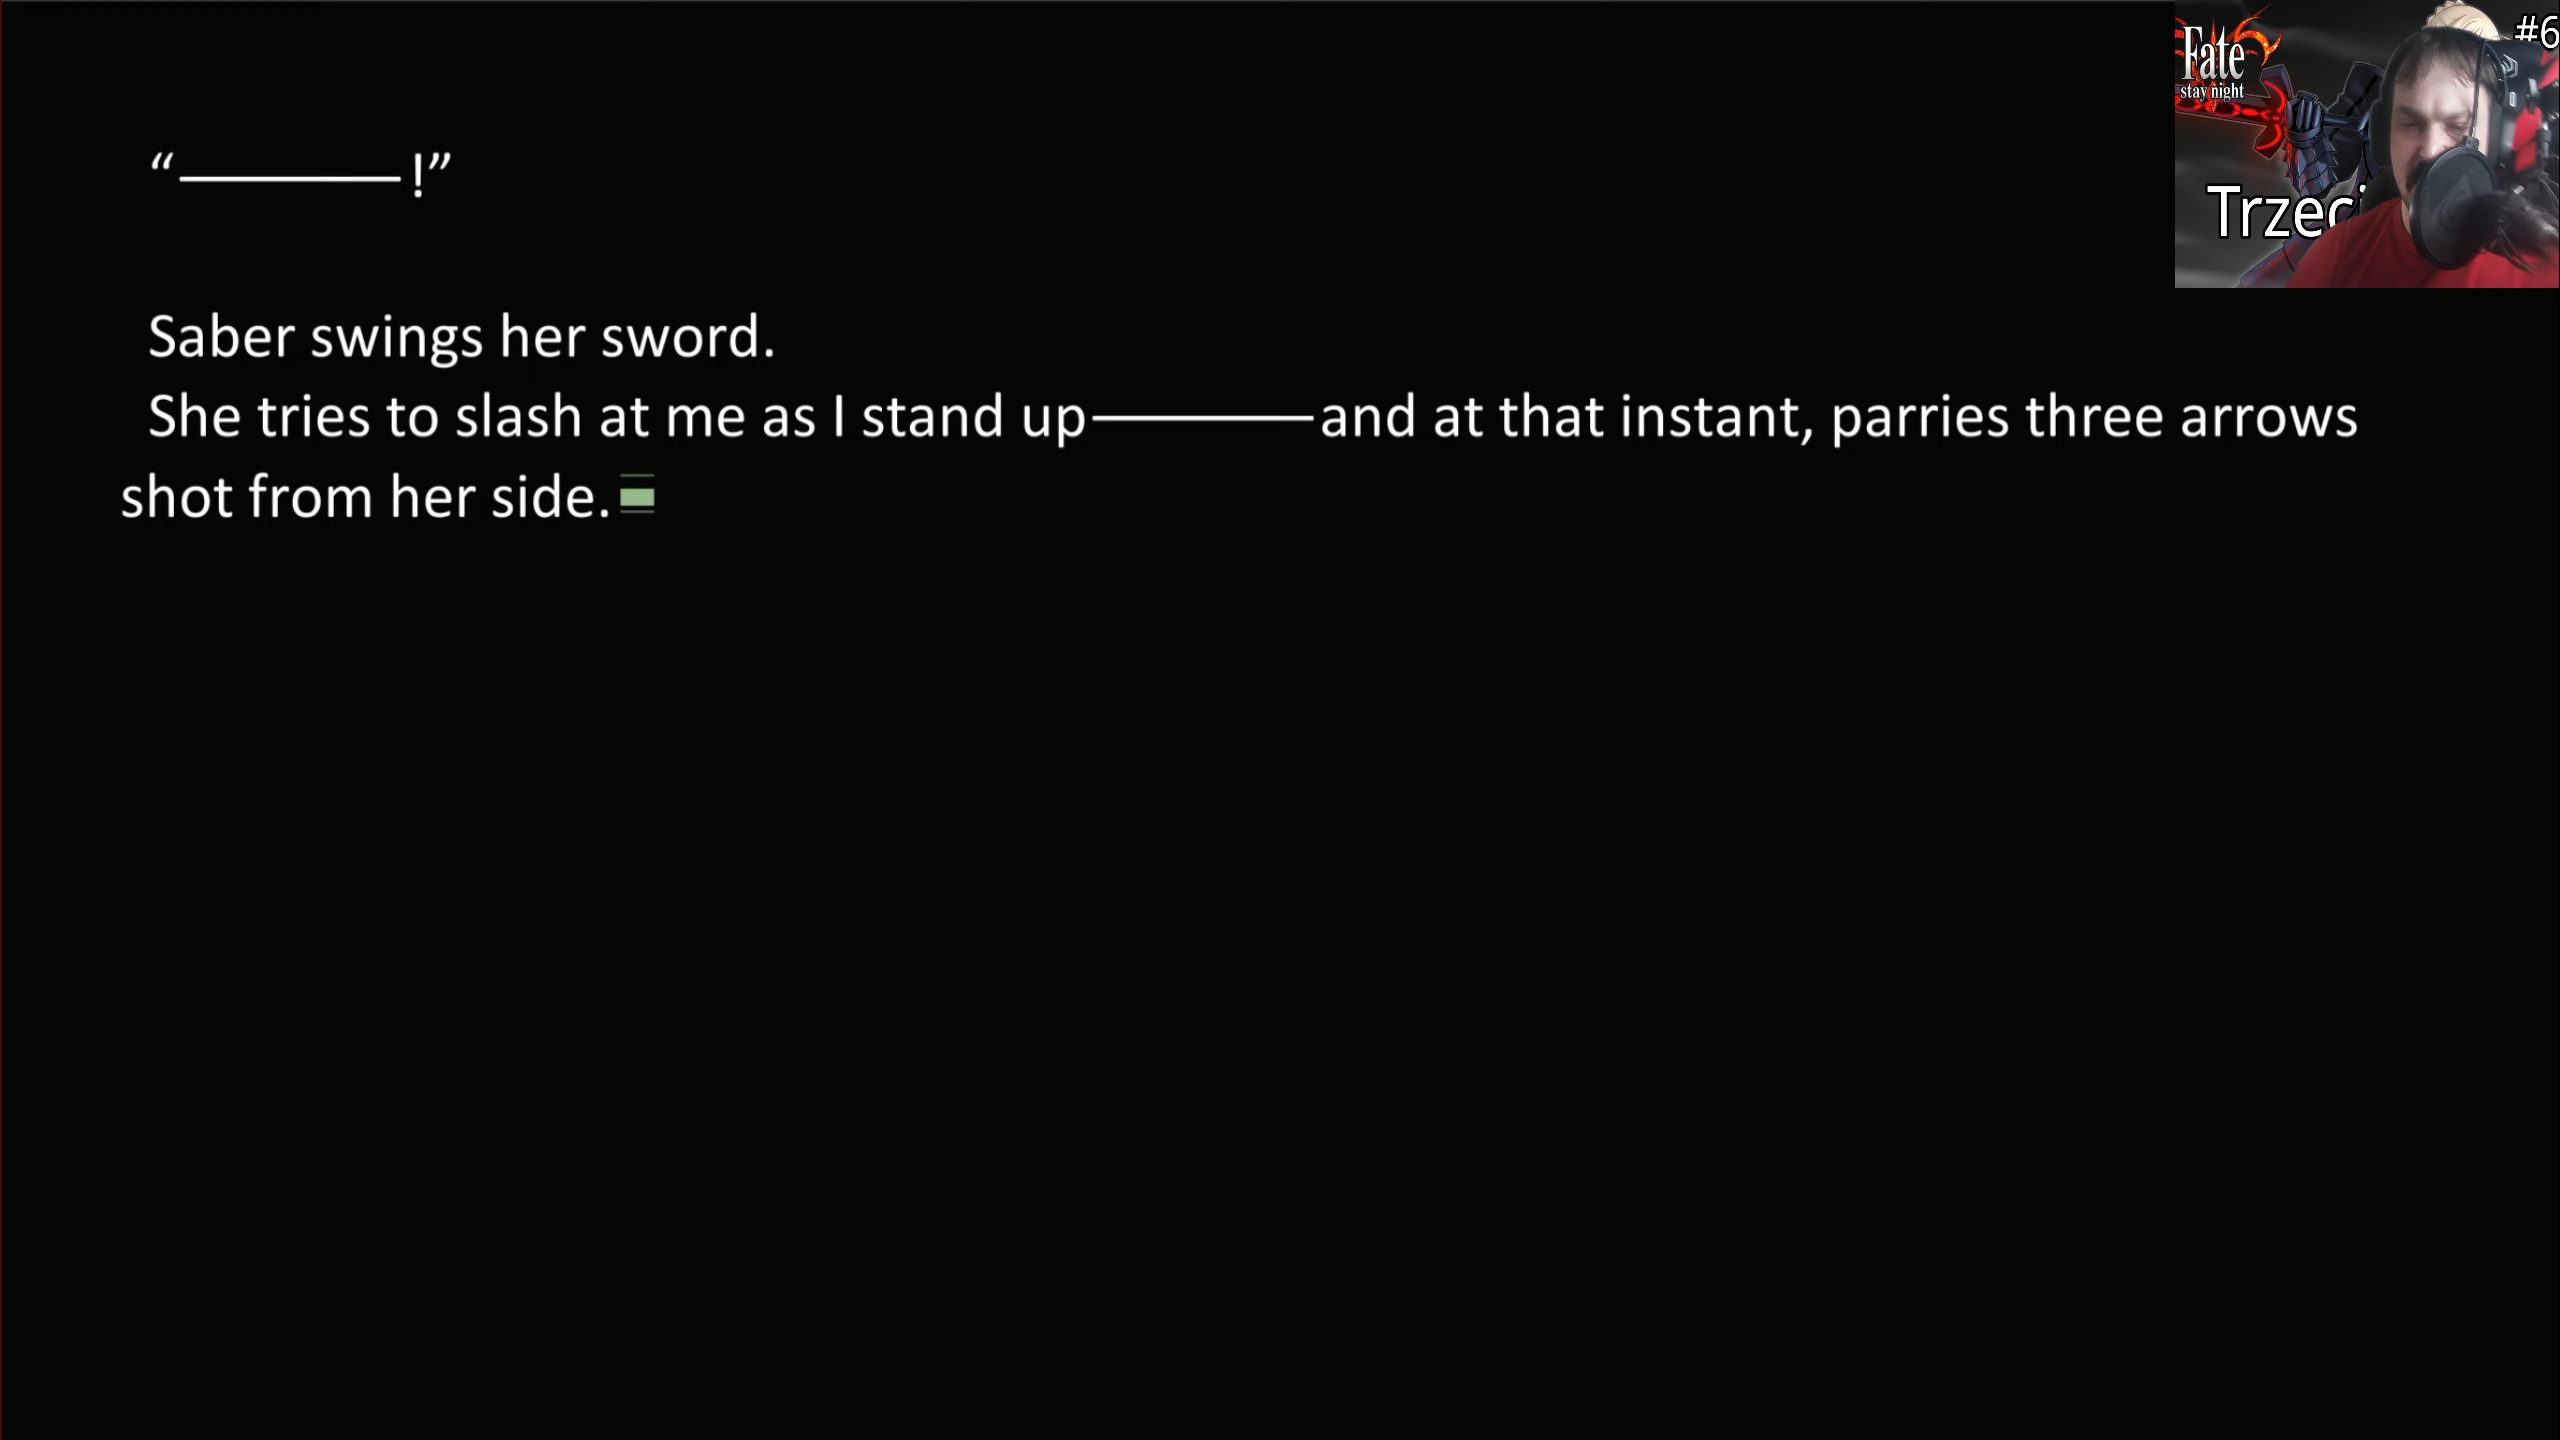 “————!”
Saber swings her sword.
She tries to slash at me as I stand up————and at that instant, parries three arrows
shot from her side.
Fate
stay night
#6